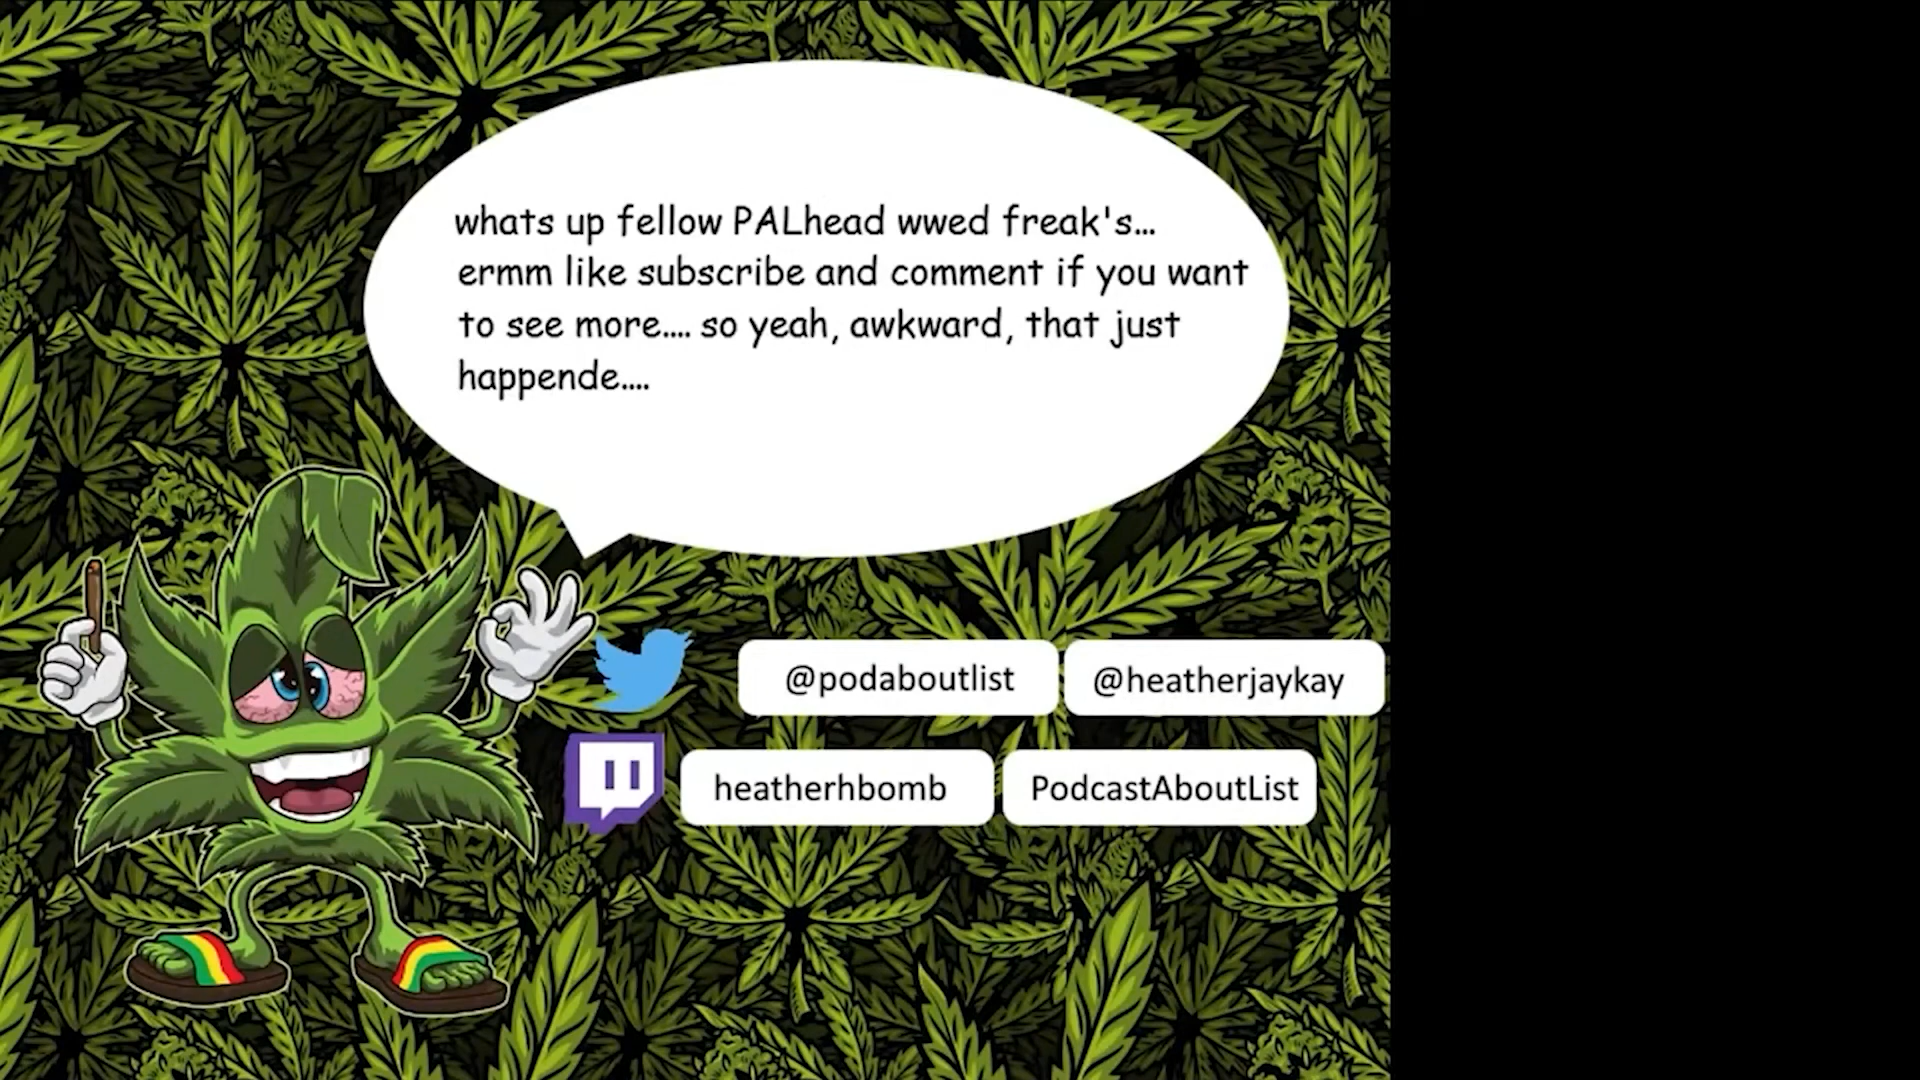 whats up fellow PALhead wwed freak's...
ermm like subscribe and comment if you want
to see more.... so yeah, awkward, that just
happende....
@podaboutlist @heatherjaykay
heatherhbomb PodcastAboutList